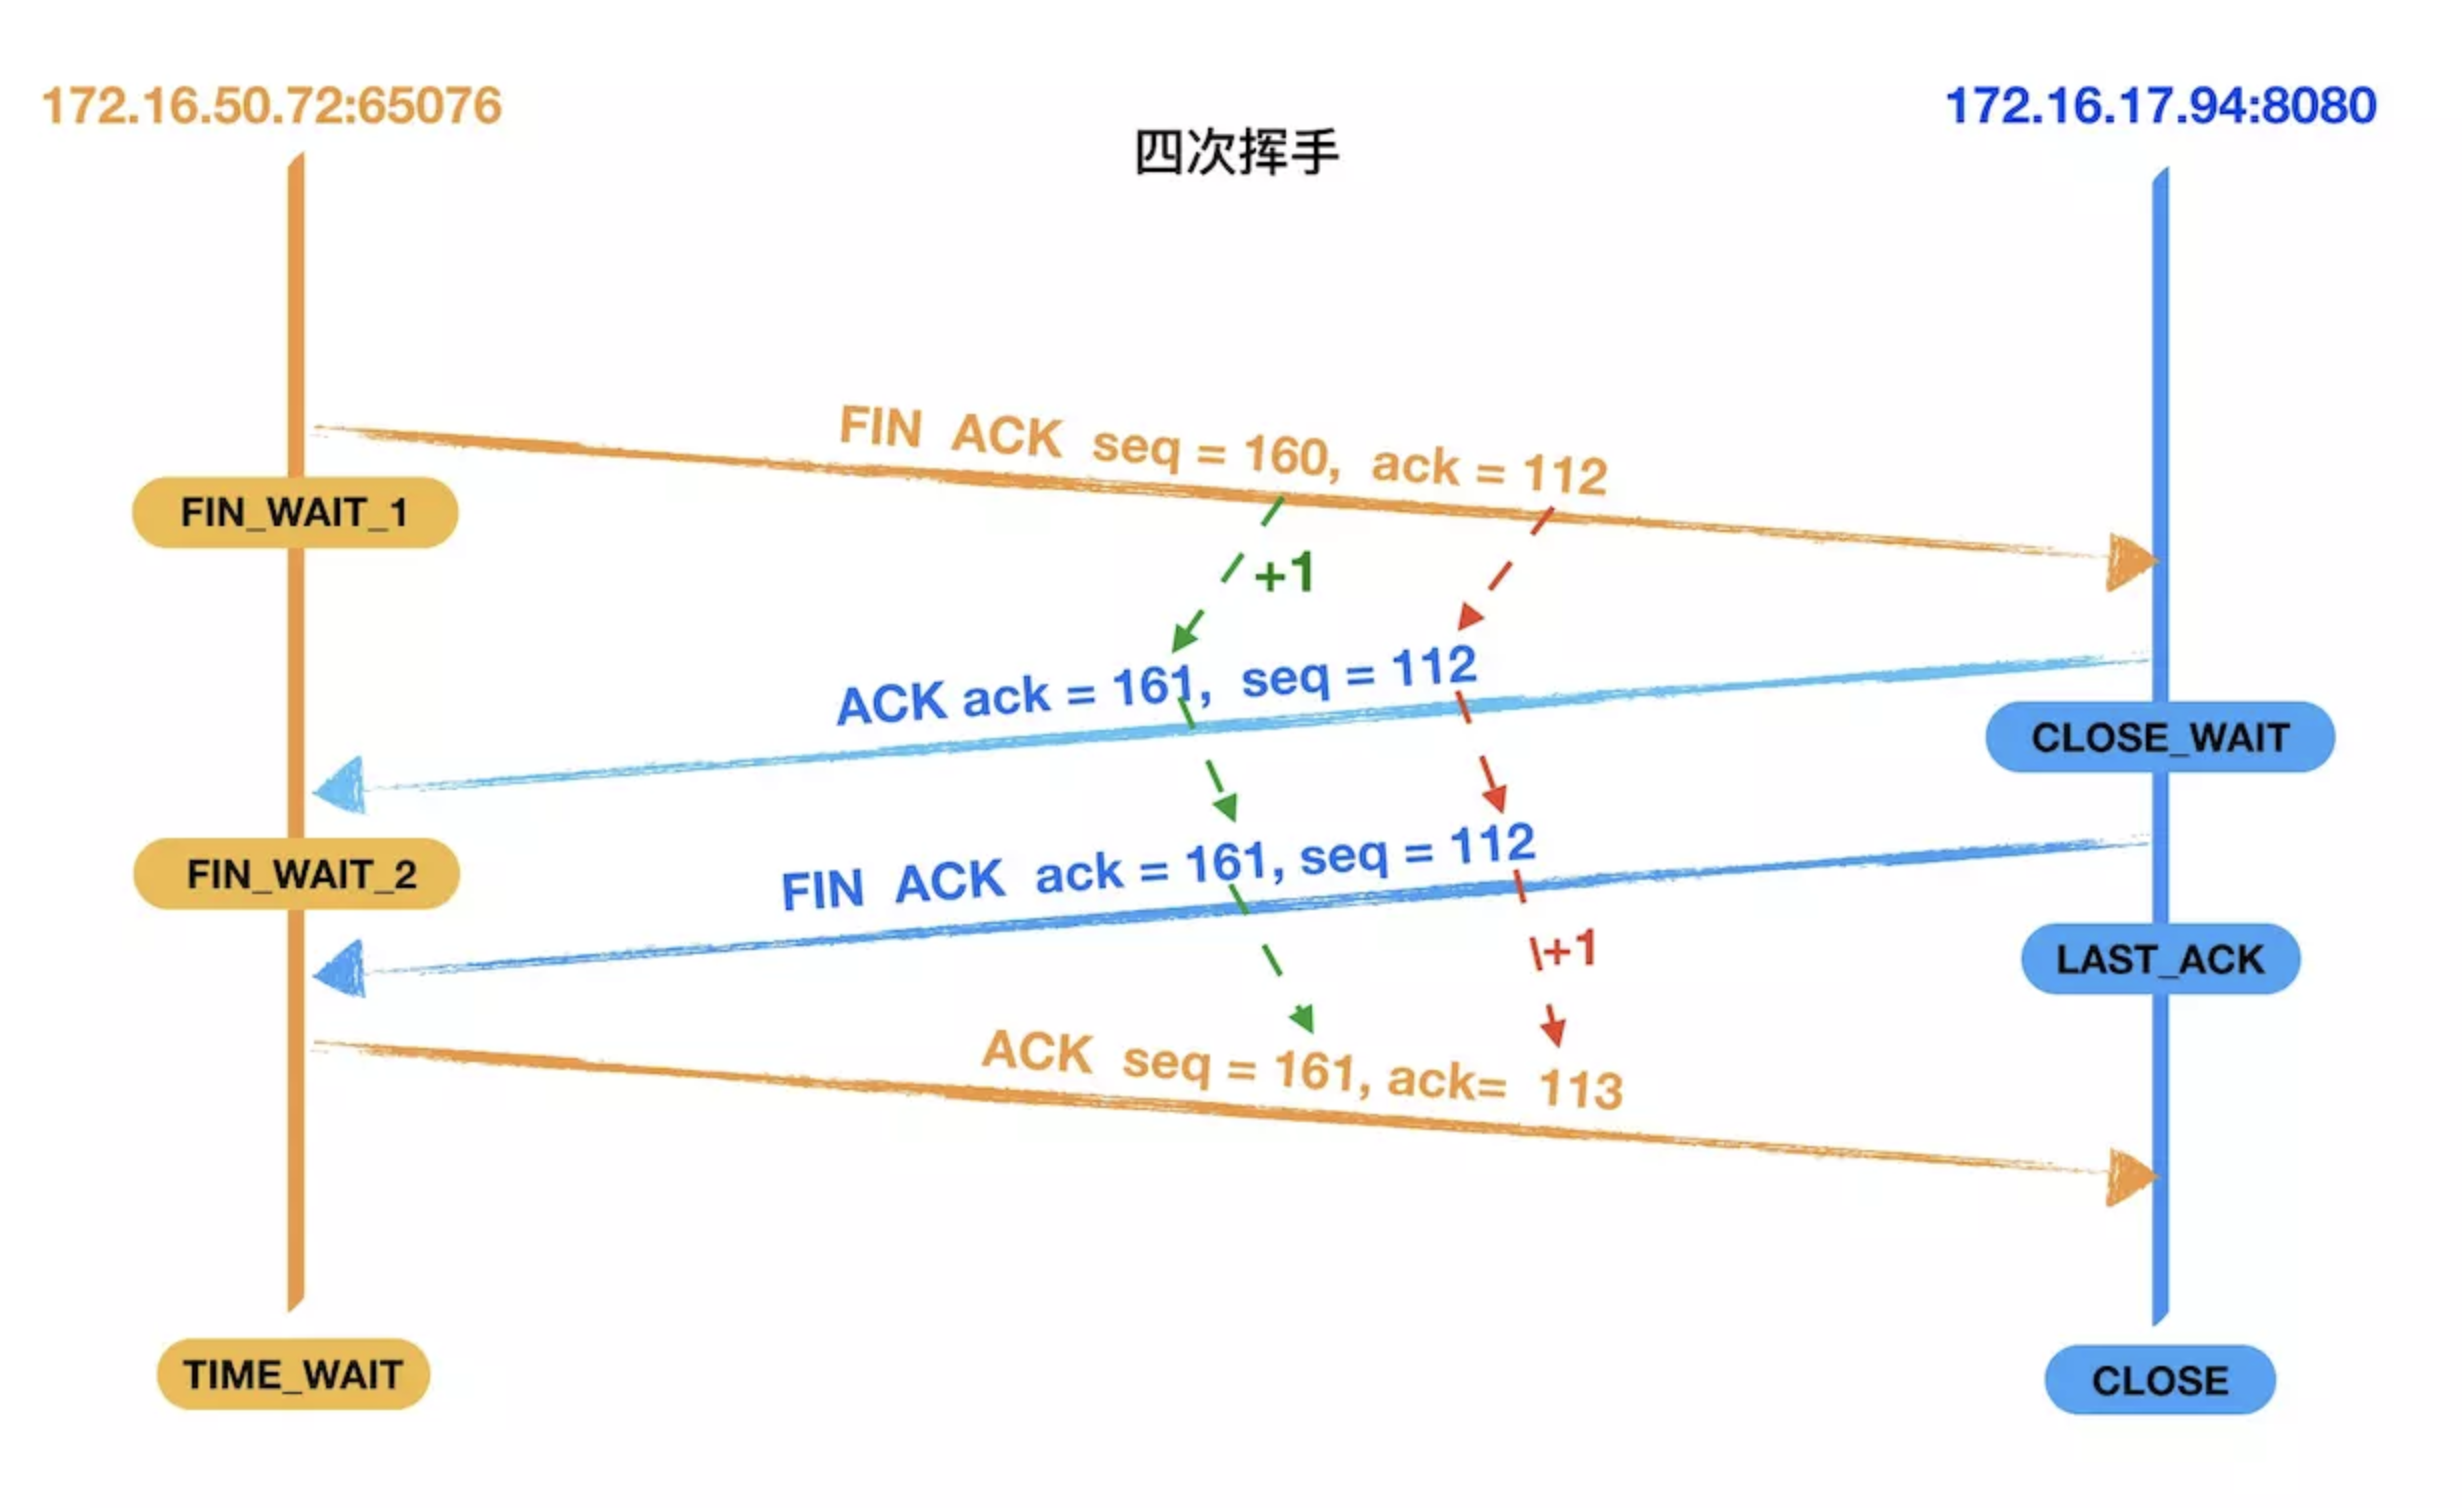 172.16.50.72:65076
172.16.17.94:8080
四次挥手
FIN ACK seq = 160, ack = 112
FIN_WAIT_1
+1
ACK ack = 161, seq = 112
CLOSE_WAIT
FIN_WAIT_2
FIN ACK ack = 161, seq = 112
\+1
LAST_ACK
ACK seq = 161, ack= 113
TIME_WAIT
CLOSE